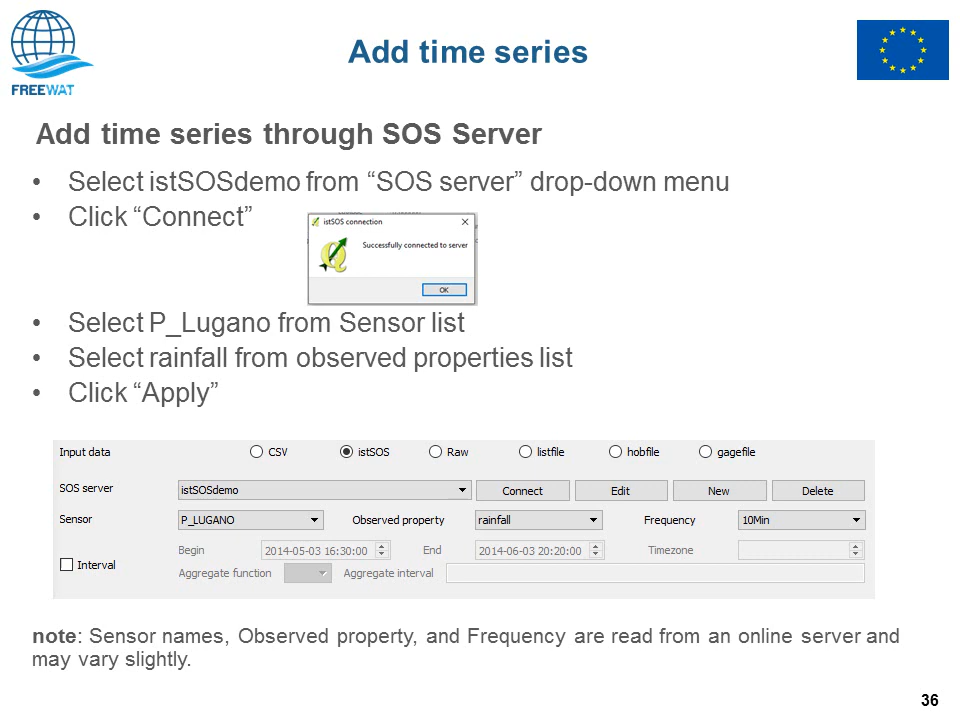 Add time series
FREEWAT
Add time series through SOS Server
• Select istSOSdemo from “SOS server” drop-down menu
• Click “Connect”
istSOS connection
Successfully connected to server
OK
• Select P_Lugano from Sensor list
• Select rainfall from observed properties list
• Click “Apply”
Input data CSV istSOS Raw listfile hobfile gagefile
SOS server istSOSdemo Connect Edit New Delete
Sensor P_LUGANO Observed property rainfall Frequency 10Min
Begin 2014-05-03 16:30:00 End 2014-06-03 20:20:00 Timezone
Interval
Aggregate function Aggregate interval
note: Sensor names, Observed property, and Frequency are read from an online server and
may vary slightly.
36